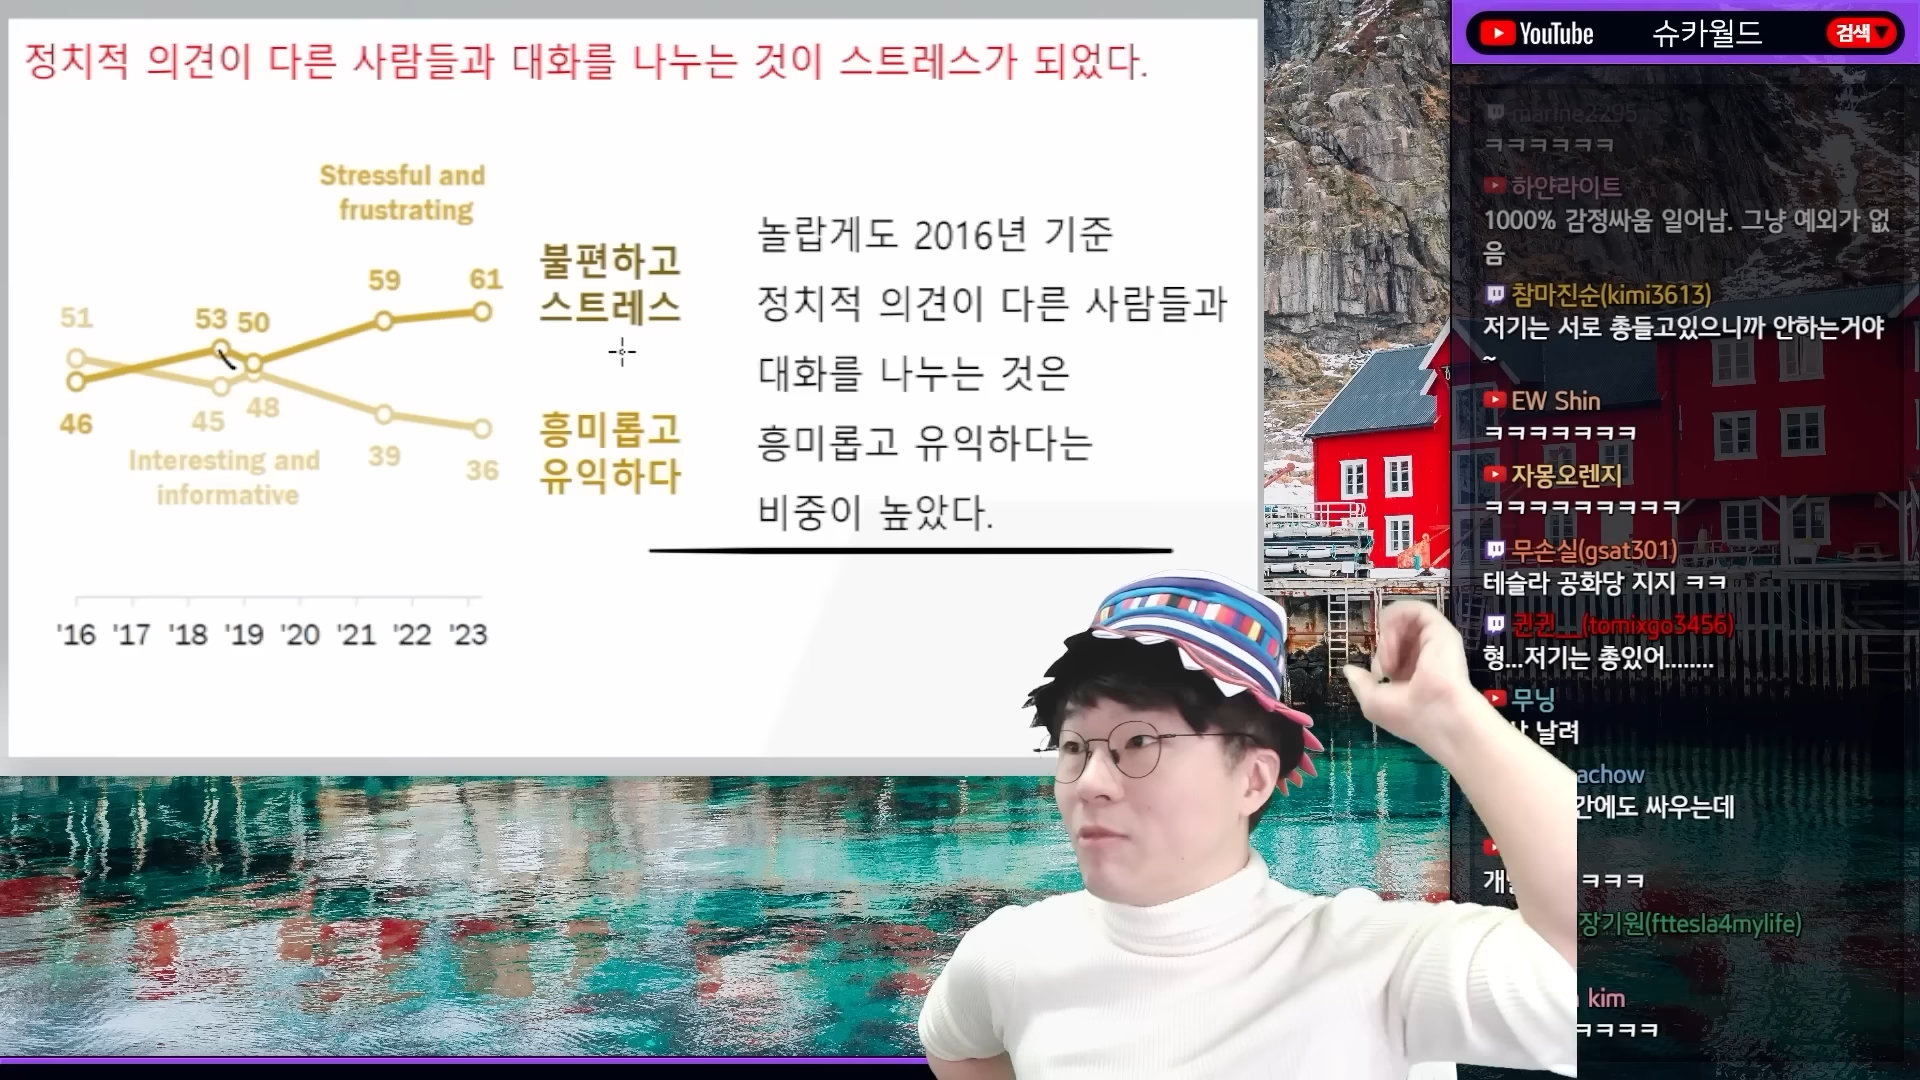 정치적 의견이 다른 사람들과 대화를 나누는 것이 스트레스가 되었다.
Stressful and
frustrating
51
53
50
59
61
46
45
48
39
36
Interesting and
informative
불편하고
스트레스
흥미롭고
유익하다
'16 '17 '18 '19 '20 '21 '22 '23
놀랍게도 2016년 기준
정치적 의견이 다른 사람들과
대화를 나누는 것은
흥미롭고 유익하다는
비중이 높았다.
YouTube 슈카월드 검색
marine2295
ㅋㅋㅋㅋㅋㅋ
하얀라이트
1000% 감정싸움 일어남. 그냥 예외가 없
음
참마진순(kimi3613)
저기는 서로 총들고있으니까 안하는거야
~
EW Shin
ㅋㅋㅋㅋㅋㅋㅋ
자몽오렌지
ㅋㅋㅋㅋㅋㅋㅋㅋㅋ
무손실(gsat301)
테슬라 공화당 지지 ㅋㅋ
퀸퀸__(tomixgo3456)
형...저기는 총있어........
무닝
날려
achow
간에도 싸우는데
ㅋㅋㅋ
장기원(fttesla4mylife)
kim
ㅋㅋㅋㅋ